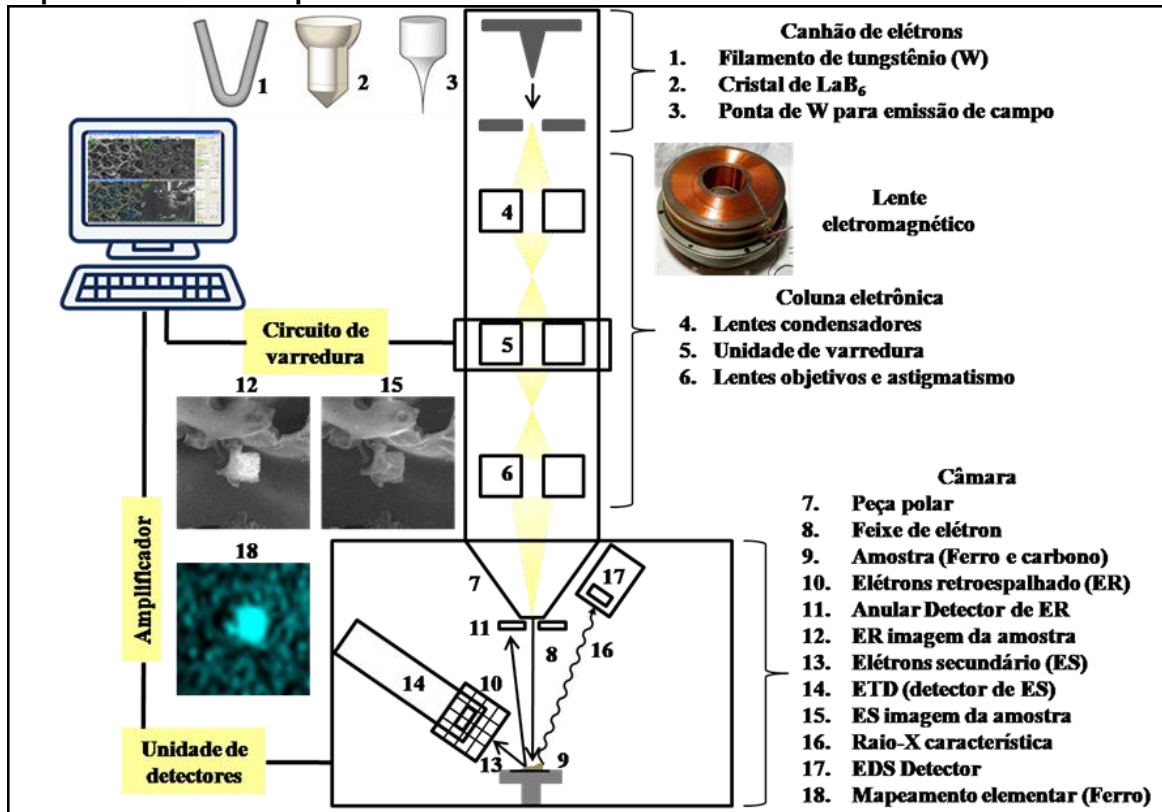 Canhão de elétrons
1. Filamento de tungstênio (W)
2. Cristal de LaB₆
3. Ponta de W para emissão de campo
1
2
3
4
Lente
eletromagnético
Coluna eletrônica
4. Lentes condensadores
5. Unidade de varredura
6. Lentes objetivos e astigmatismo
Circuito de
varredura
5
12
15
6
Câmara
7. Peça polar
8. Feixe de elétron
9. Amostra (Ferro e carbono)
10. Elétrons retroespalhado (ER)
11. Anular Detector de ER
12. ER imagem da amostra
13. Elétrons secundário (ES)
14. ETD (detector de ES)
15. ES imagem da amostra
16. Raio-X característica
17. EDS Detector
18. Mapeamento elementar (Ferro)
Amplificador
18
7
17
11
8
16
14
10
13
9
Unidade de
detectores